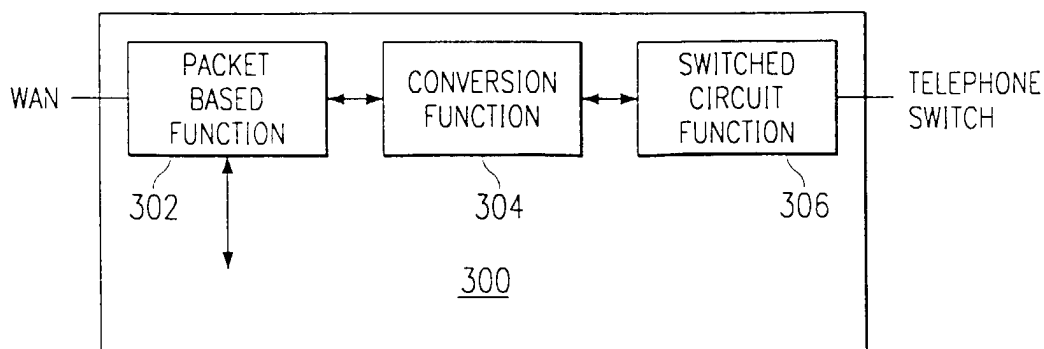 WAN
PACKET
BASED
FUNCTION
302
CONVERSION
FUNCTION
304
SWITCHED
CIRCUIT
FUNCTION
306
TELEPHONE
SWITCH
300